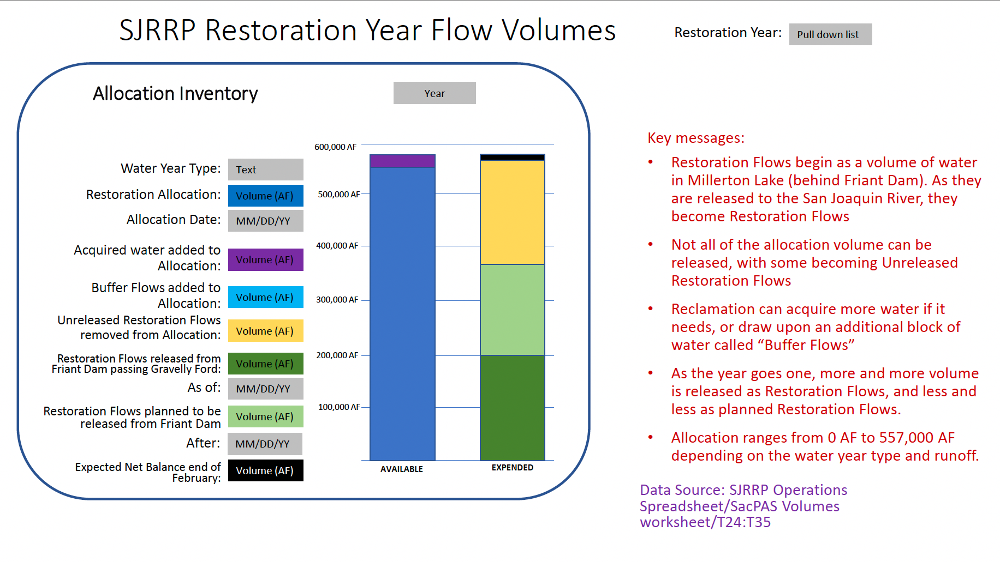 SJRRP Restoration Year Flow Volumes
Restoration Year:
Pull down list
Allocation Inventory
Year
Water Year Type:
Text
Restoration Allocation:
Volume (AF)
Allocation Date:
MM/DD/YY
Acquired water added to
Allocation:
Volume (AF)
Buffer Flows added to
Allocation:
Volume (AF)
Unreleased Restoration Flows
removed from Allocation:
Volume (AF)
Restoration Flows released from
Friant Dam passing Gravelly Ford:
Volume (AF)
As of:
MM/DD/YY
Restoration Flows planned to be
released from Friant Dam
Volume (AF)
After:
MM/DD/YY
Expected Net Balance end of
February:
Volume (AF)
600,000 AF
500,000 AF
400,000 AF
300,000 AF
200,000 AF
100,000 AF
AVAILABLE
EXPENDED
Key messages:
• Restoration Flows begin as a volume of water
in Millerton Lake (behind Friant Dam). As they
are released to the San Joaquin River, they
become Restoration Flows
• Not all of the allocation volume can be
released, with some becoming Unreleased
Restoration Flows
• Reclamation can acquire more water if it
needs, or draw upon an additional block of
water called “Buffer Flows”
• As the year goes one, more and more volume
is released as Restoration Flows, and less and
less as planned Restoration Flows.
• Allocation ranges from 0 AF to 557,000 AF
depending on the water year type and runoff.
Data Source: SJRRP Operations
Spreadsheet/SacPAS Volumes
worksheet/T24:T35